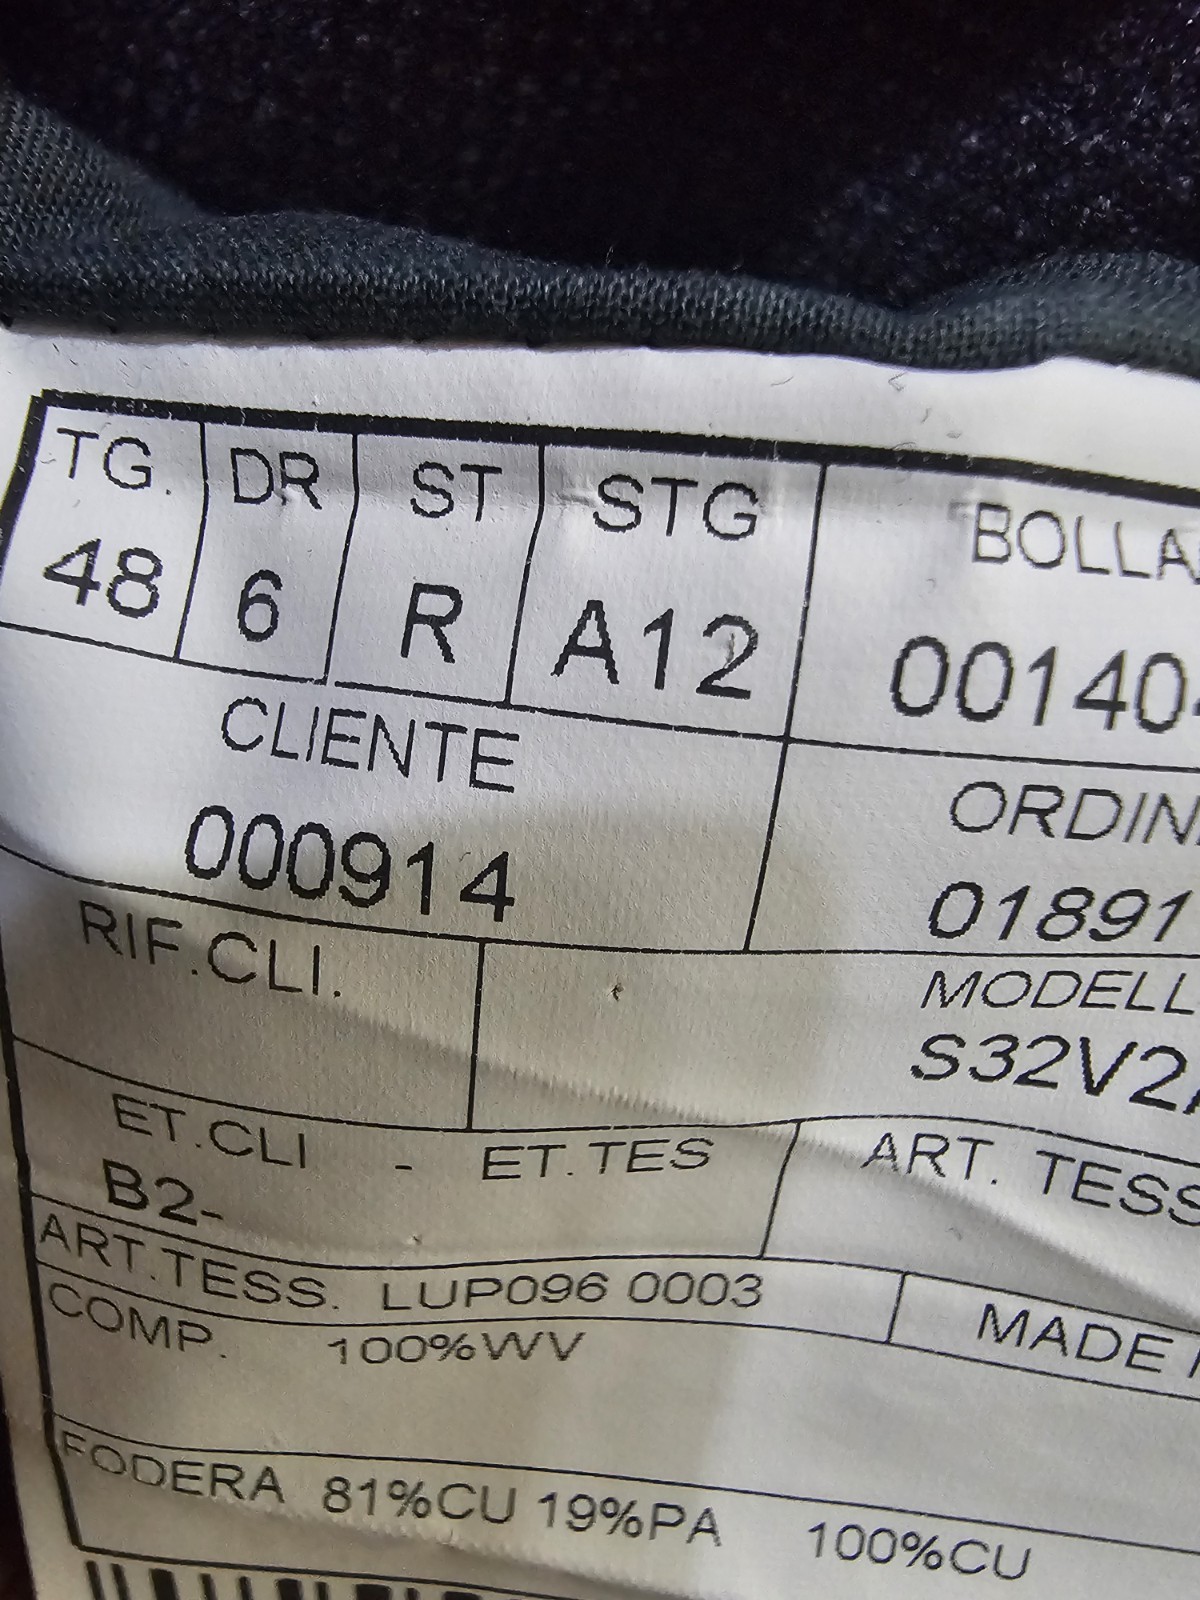 TG. DR ST STG BOLLA
48 6 R A12 00140
CLIENTE ORDIN
000914 01891
RIF.CLI. MODELL
S32V2
ET.CLI - ET.TES ART. TESS
B2-
ART.TESS. LUP096 0003 MADE
COMP. 100%WV
FODERA 81%CU 19%PA 100%CU